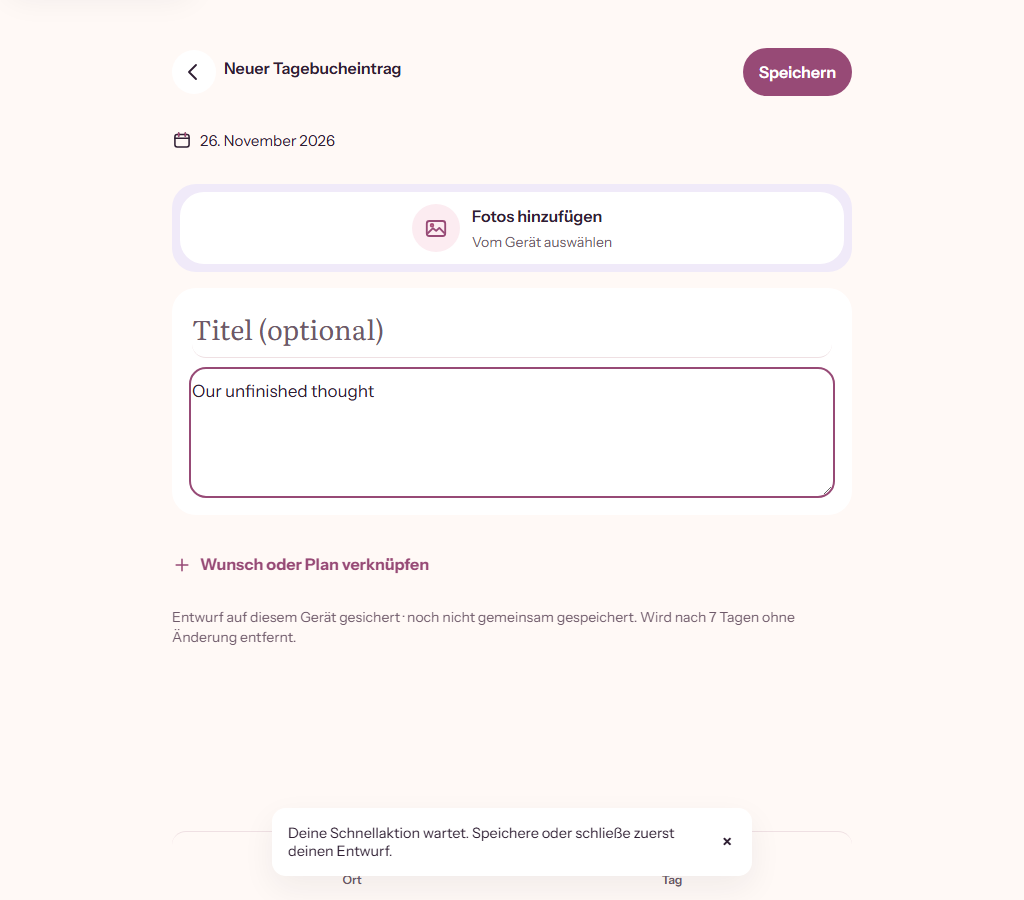 Neuer Tagebucheintrag
Speichern
26. November 2026
Fotos hinzufügen
Vom Gerät auswählen
Titel (optional)
Our unfinished thought
Wunsch oder Plan verknüpfen
Entwurf auf diesem Gerät gesichert · noch nicht gemeinsam gespeichert. Wird nach 7 Tagen ohne
Änderung entfernt.
Deine Schnellaktion wartet. Speichere oder schließe zuerst
deinen Entwurf.
Ort
Tag